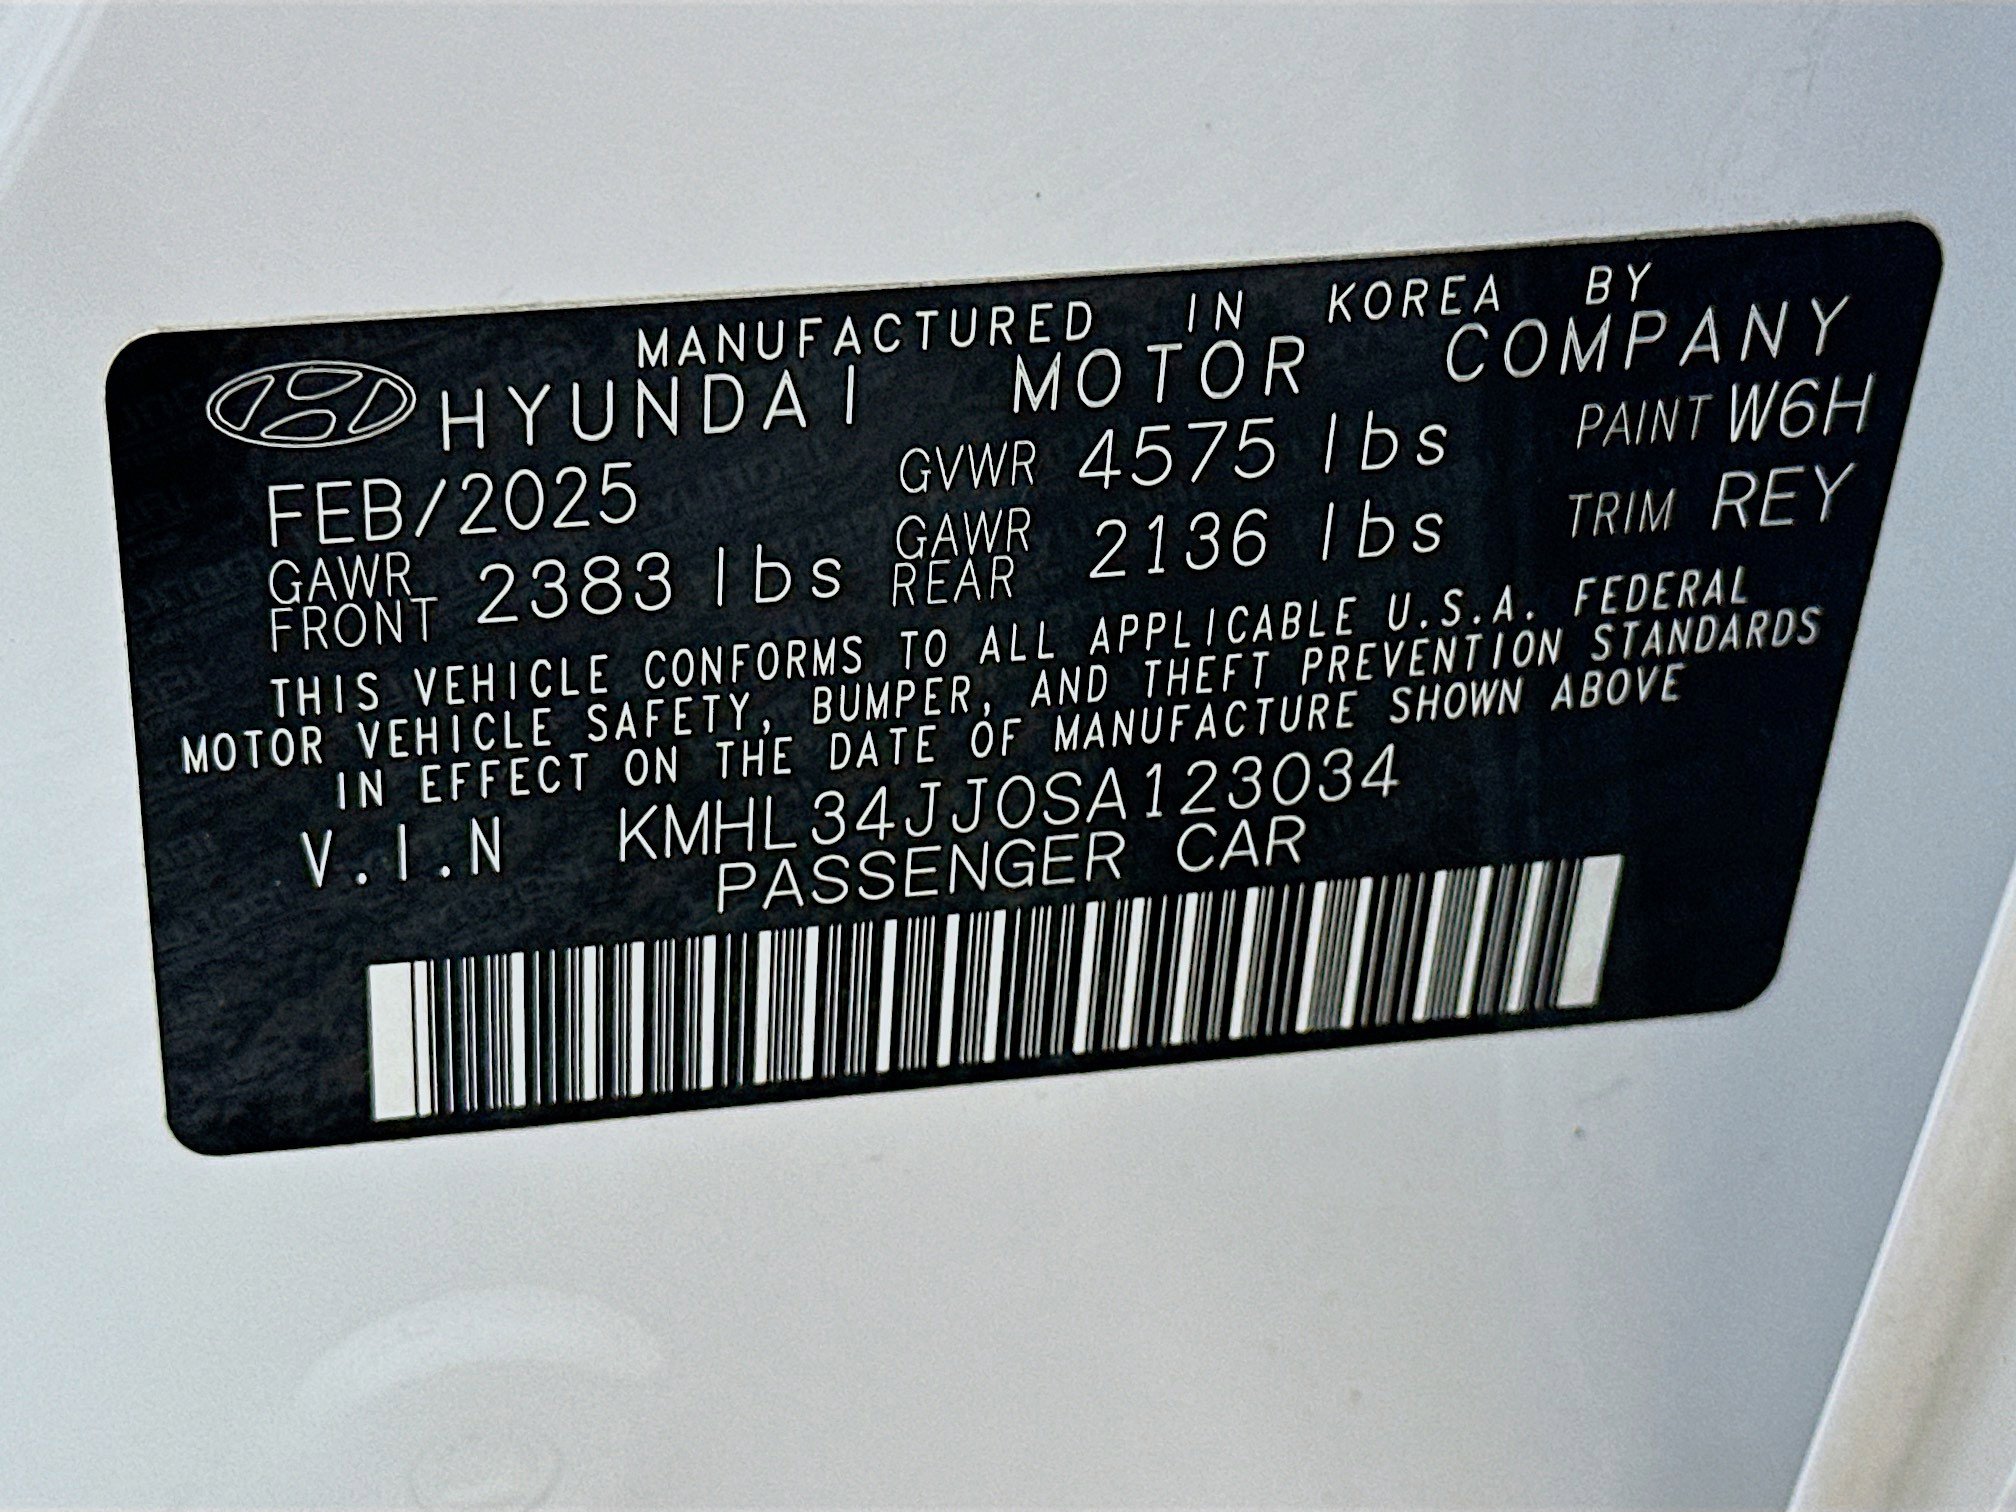 MANUFACTURED IN KOREA BY
HYUNDAI MOTOR COMPANY
FEB/2025 GVWR 4575 lbs PAINT W6H
GAWR FRONT 2383 lbs GAWR REAR 2136 lbs TRIM REY
THIS VEHICLE CONFORMS TO ALL APPLICABLE U.S.A. FEDERAL
MOTOR VEHICLE SAFETY, BUMPER, AND THEFT PREVENTION STANDARDS
IN EFFECT ON THE DATE OF MANUFACTURE SHOWN ABOVE
V.I.N KMHL34JJ0SA123034
PASSENGER CAR